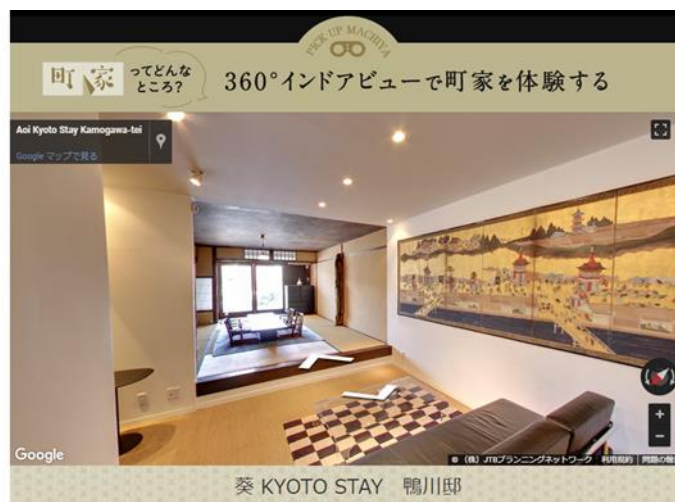 PICK UP MACHIYA
町家
ってどんな
ところ?
360°インドアビューで町家を体験する
Aoi Kyoto Stay Kamogawa-tei
Google マップで見る
+
−
Google
© (株) JTBプランニングネットワーク 利用規約 問題の報
葵 KYOTO STAY 鴨川邸